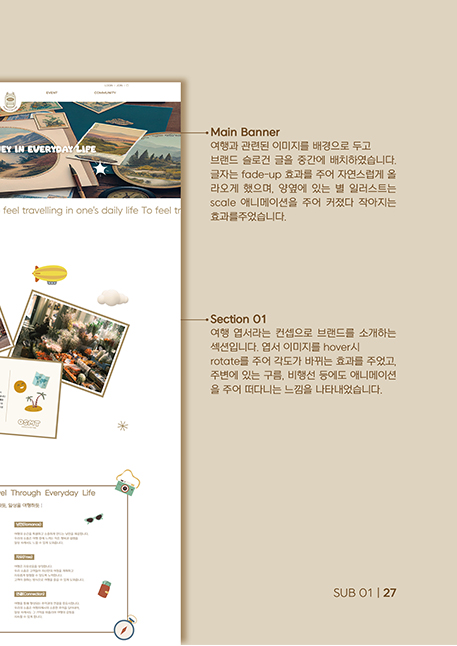 EVENT
COMMUNITY
EY IN EVERYDAY LIFE
feel travelling in one's daily life To feel tr
vel Through Everyday Life
Main Banner
여행과 관련된 이미지를 배경으로 두고
브랜드 슬로건 글을 중간에 배치하였습니다.
글자는 fade-up 효과를 주어 자연스럽게 올
라오게 했으며, 양옆에 있는 별 일러스트는
scale 애니메이션을 주어 커졌다 작아지는
효과를주었습니다.
Section 01
여행 엽서라는 컨셉으로 브랜드를 소개하는
섹션입니다. 엽서 이미지를 hover시
rotate를 주어 각도가 바뀌는 효과를 주었고,
주변에 있는 구름, 비행선 등에도 애니메이션
을 주어 떠다니는 느낌을 나타내었습니다.
SUB 01 | 27